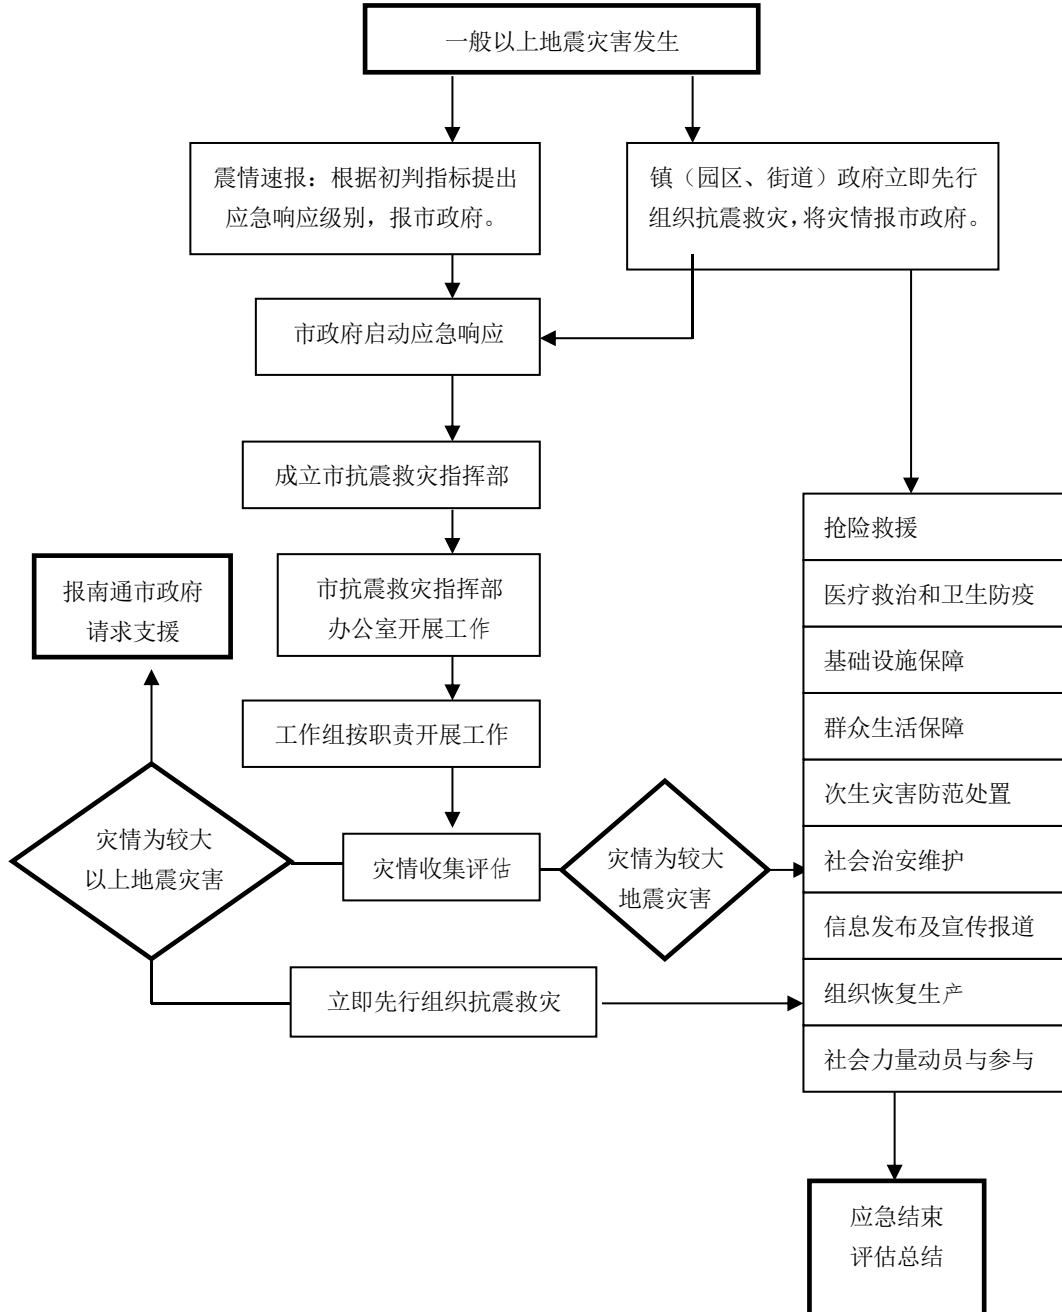 一般以上地震灾害发生
震情速报：根据初判指标提出
应急响应级别，报市政府。
镇（园区、街道）政府立即先行
组织抗震救灾，将灾情报市政府。
市政府启动应急响应
成立市抗震救灾指挥部
市抗震救灾指挥部
办公室开展工作
报南通市政府
请求支援
工作组按职责开展工作
灾情为较大
以上地震灾害
灾情收集评估
灾情为较大
地震灾害
立即先行组织抗震救灾
抢险救援
医疗救治和卫生防疫
基础设施保障
群众生活保障
次生灾害防范处置
社会治安维护
信息发布及宣传报道
组织恢复生产
社会力量动员与参与
应急结束
评估总结